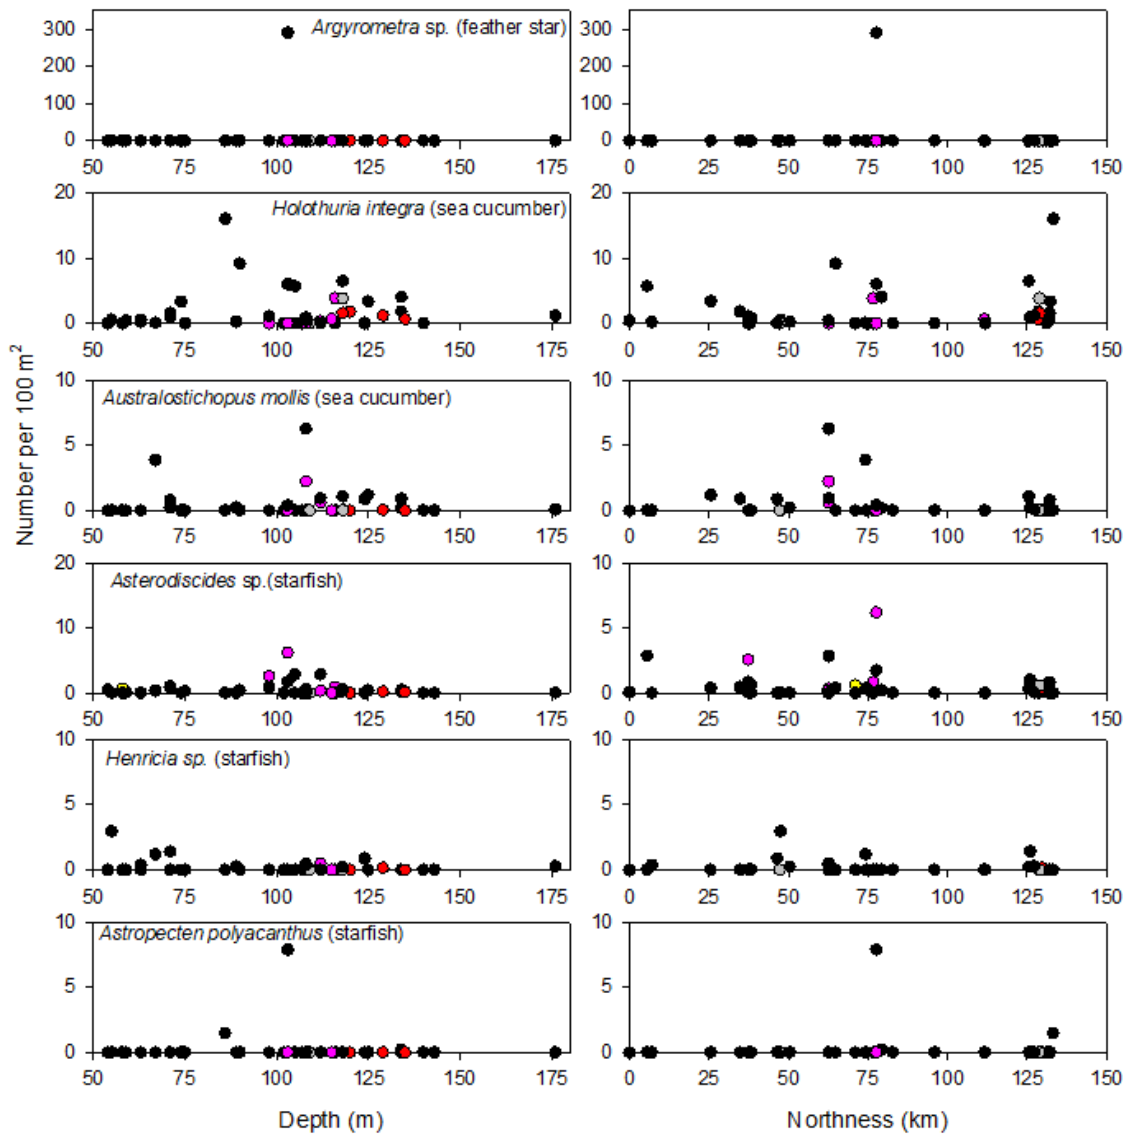 300 Argyrometra sp. (feather star) 300
200 200
100 100
0 0
50 75 100 125 150 175 0 25 50 75 100 125 150
20 Holothuria integra (sea cucumber) 20
10 10
0 0
50 75 100 125 150 175 0 25 50 75 100 125 150
10 Australostichopus mollis (sea cucumber) 10
5 5
0 0
50 75 100 125 150 175 0 25 50 75 100 125 150
Number per 100 m²
20 Asterodiscides sp.(starfish) 10
10 5
0 0
50 75 100 125 150 175 0 25 50 75 100 125 150
10 Henricia sp. (starfish) 10
5 5
0 0
50 75 100 125 150 175 0 25 50 75 100 125 150
10 Astropecten polyacanthus (starfish) 10
5 5
0 0
50 75 100 125 150 175 0 25 50 75 100 125 150
Depth (m) Northness (km)